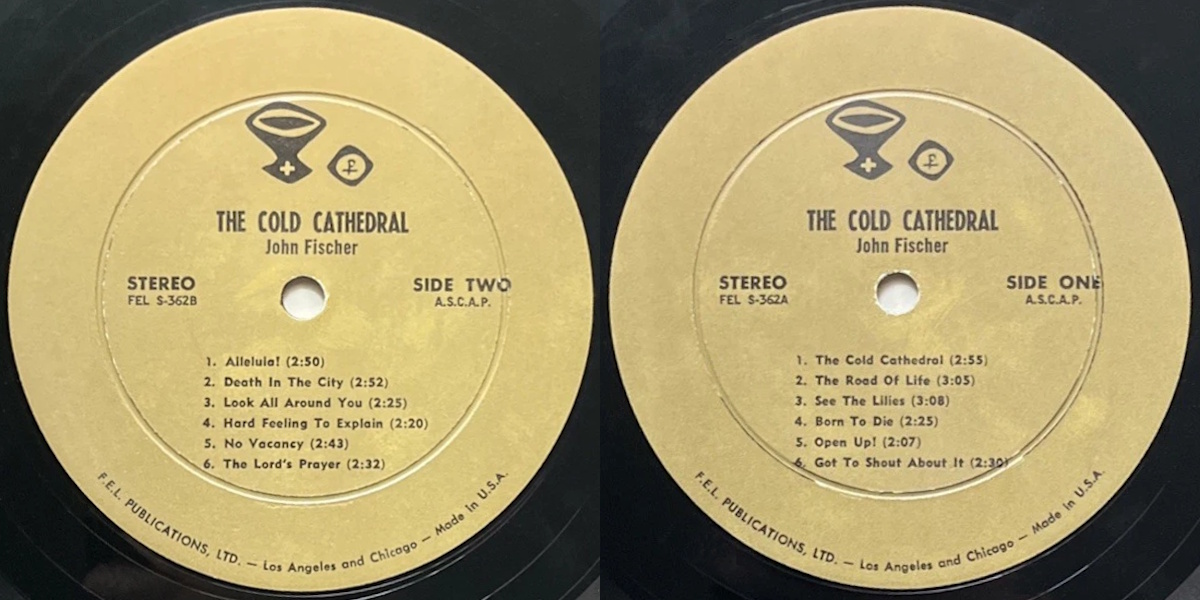 THE COLD CATHEDRAL
John Fischer
STEREO
FEL S-362B
SIDE TWO
A.S.C.A.P.
1. Alleluia! (2:50)
2. Death In The City (2:52)
3. Look All Around You (2:25)
4. Hard Feeling To Explain (2:20)
5. No Vacancy (2:43)
6. The Lord's Prayer (2:32)
F.E.L. PUBLICATIONS, LTD. — Los Angeles and Chicago — Made in U.S.A.
THE COLD CATHEDRAL
John Fischer
STEREO
FEL S-362A
SIDE ONE
A.S.C.A.P.
1. The Cold Cathedral (2:55)
2. The Road Of Life (3:05)
3. See The Lilies (3:08)
4. Born To Die (2:25)
5. Open Up! (2:07)
6. Got To Shout About It (2:30)
F.E.L. PUBLICATIONS, LTD. — Los Angeles and Chicago — Made in U.S.A.